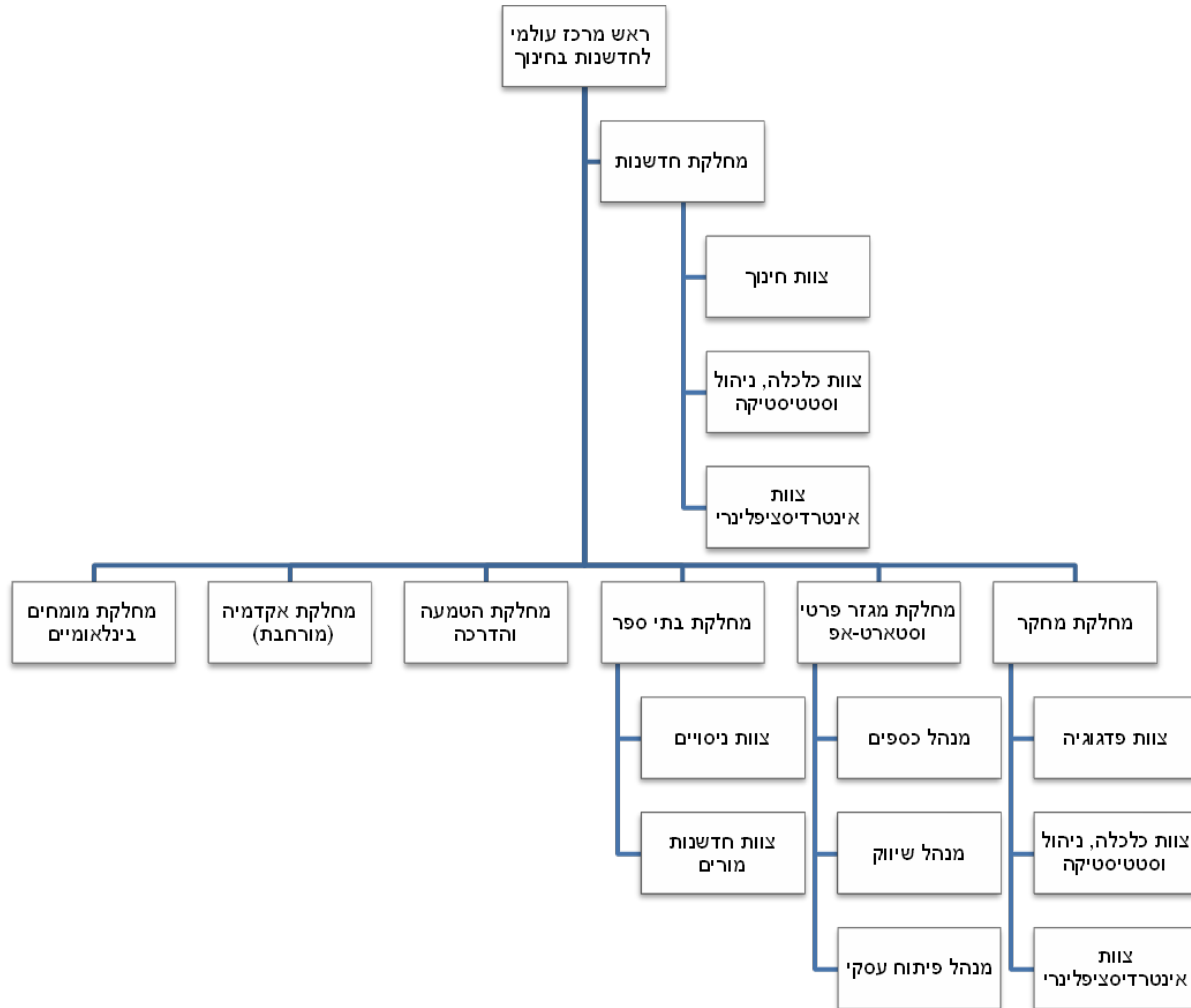 ראש מרכז עולמי
לחדשנות בחינוך
מחלקת חדשנות
צוות חינוך
צוות כלכלה, ניהול
וסטטיסטיקה
צוות
אינטרדיסציפלינרי
מחלקת מחקר
צוות פדגוגיה
צוות כלכלה, ניהול
וסטטיסטיקה
צוות
אינטרדיסציפלינרי
מחלקת מגזר פרטי
וסטארט-אפ
מנהל כספים
מנהל שיווק
מנהל פיתוח עסקי
מחלקת בתי ספר
צוות ניסויים
צוות חדשנות
מורים
מחלקת הטמעה
והדרכה
מחלקת אקדמיה
(מורחבת)
מחלקת מומחים
בינלאומיים